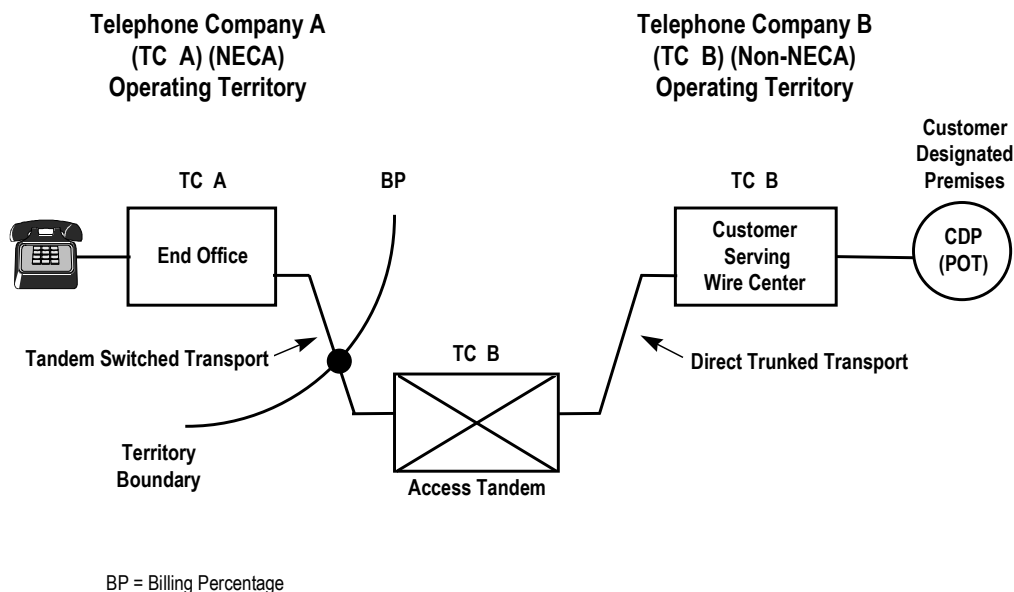 Telephone Company A
(TC A) (NECA)
Operating Territory
Telephone Company B
(TC B) (Non-NECA)
Operating Territory
Customer
Designated
Premises
TC A
BP
TC B
End Office
Customer
Serving
Wire Center
CDP
(POT)
Tandem Switched Transport
TC B
Direct Trunked Transport
Territory
Boundary
Access Tandem
BP = Billing Percentage